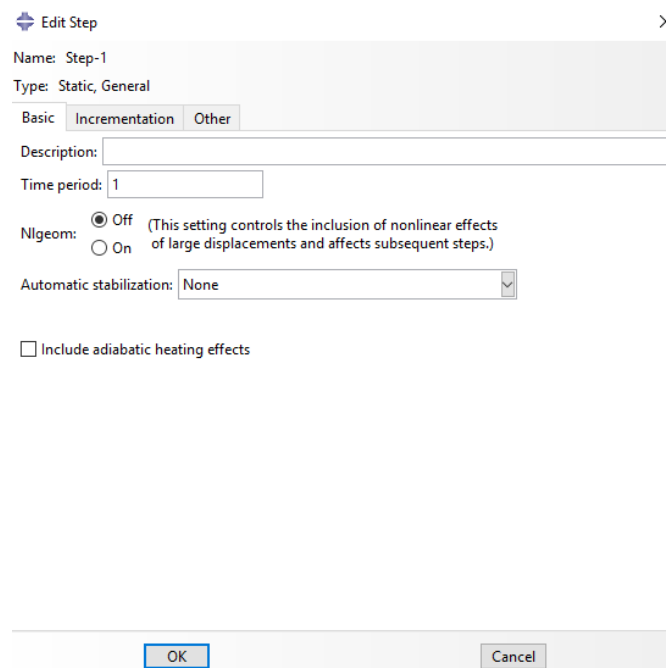 Edit Step
Name: Step-1
Type: Static, General
Basic Incrementation Other
Description:
Time period: 1
Nlgeom: Off (This setting controls the inclusion of nonlinear effects
On of large displacements and affects subsequent steps.)
Automatic stabilization: None
Include adiabatic heating effects
OK Cancel